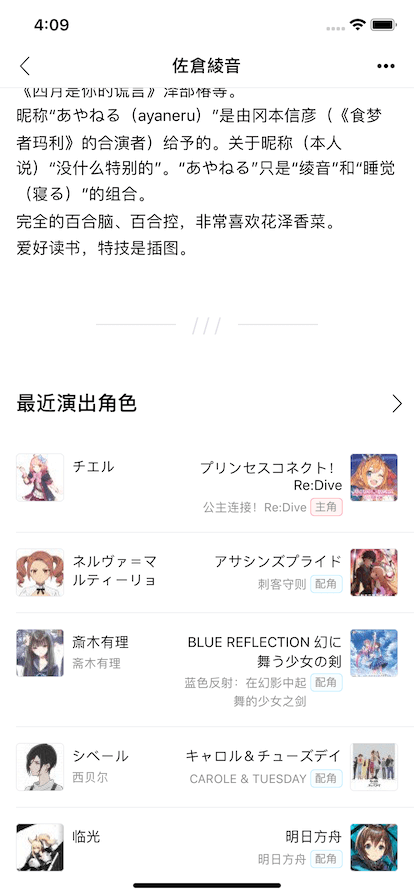 4:09
佐倉綾音
《四月是你的谎言》泽部椿等。
昵称“あやねる（ayaneru）”是由冈本信彦（《食梦
者玛利》的合演者）给予的。关于昵称（本人
说）“没什么特别的”。“あやねる”只是“绫音”和“睡觉
（寝る）”的组合。
完全的百合脑、百合控，非常喜欢花泽香菜。
爱好读书，特技是插图。
///
最近演出角色
チエル
プリンセスコネクト！
Re:Dive
公主连接！Re:Dive 主角
ネルヴァ＝マ
ルティーリョ
アサシンズプライド
刺客守则 配角
斎木有理
斋木有理
BLUE REFLECTION 幻に
舞う少女の剣
蓝色反射：在幻影中起 配角
舞的少女之剑
シベール
西贝尔
キャロル＆チューズデイ
CAROLE & TUESDAY 配角
临光
明日方舟
明日方舟 配角